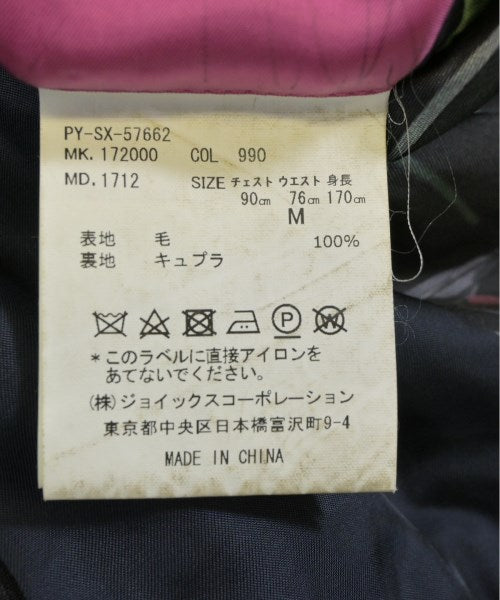 PY-SX-57662
MK. 172000 COL 990
MD. 1712 SIZE チェスト ウエスト 身長
90cm 76cm 170cm
M
表地 毛 100%
裏地 キュプラ
P W
*このラベルに直接アイロンを
あてないでください。
(株)ジョイックスコーポレーション
東京都中央区日本橋富沢町9-4
MADE IN CHINA